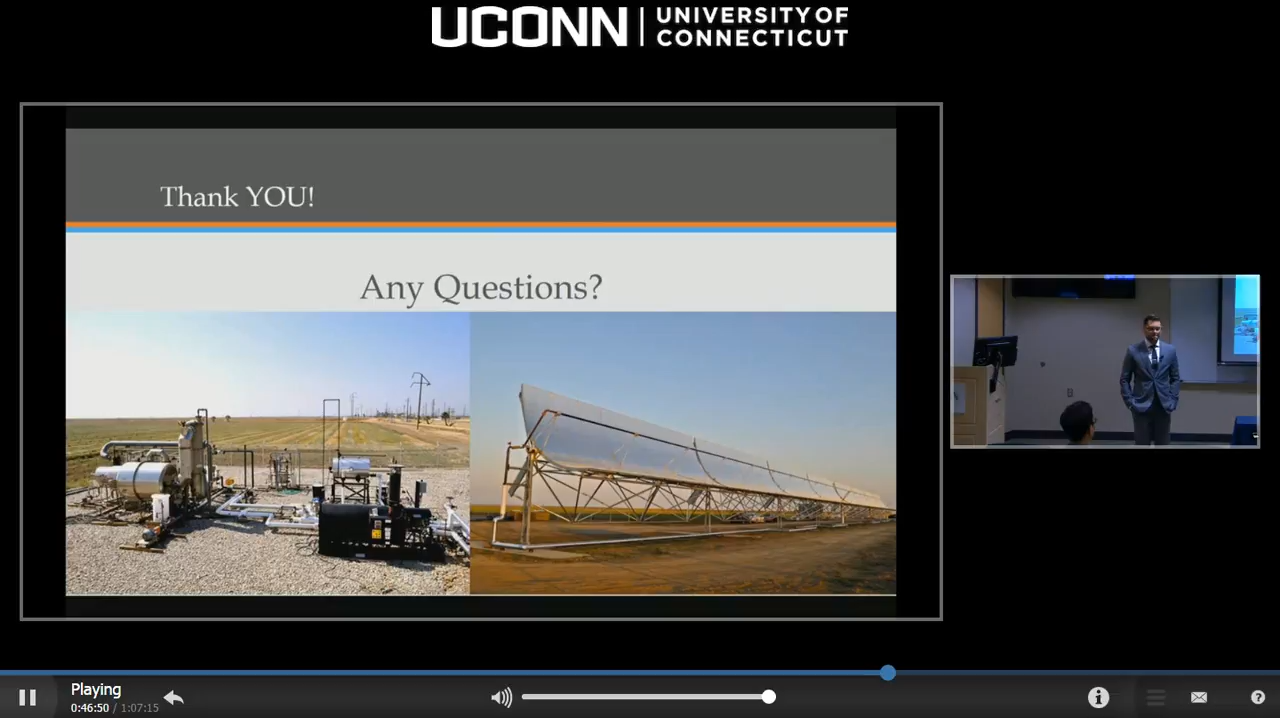 UCONN
UNIVERSITY OF
CONNECTICUT
Thank YOU!
Any Questions?
Playing
0:46:50 / 1:07:15